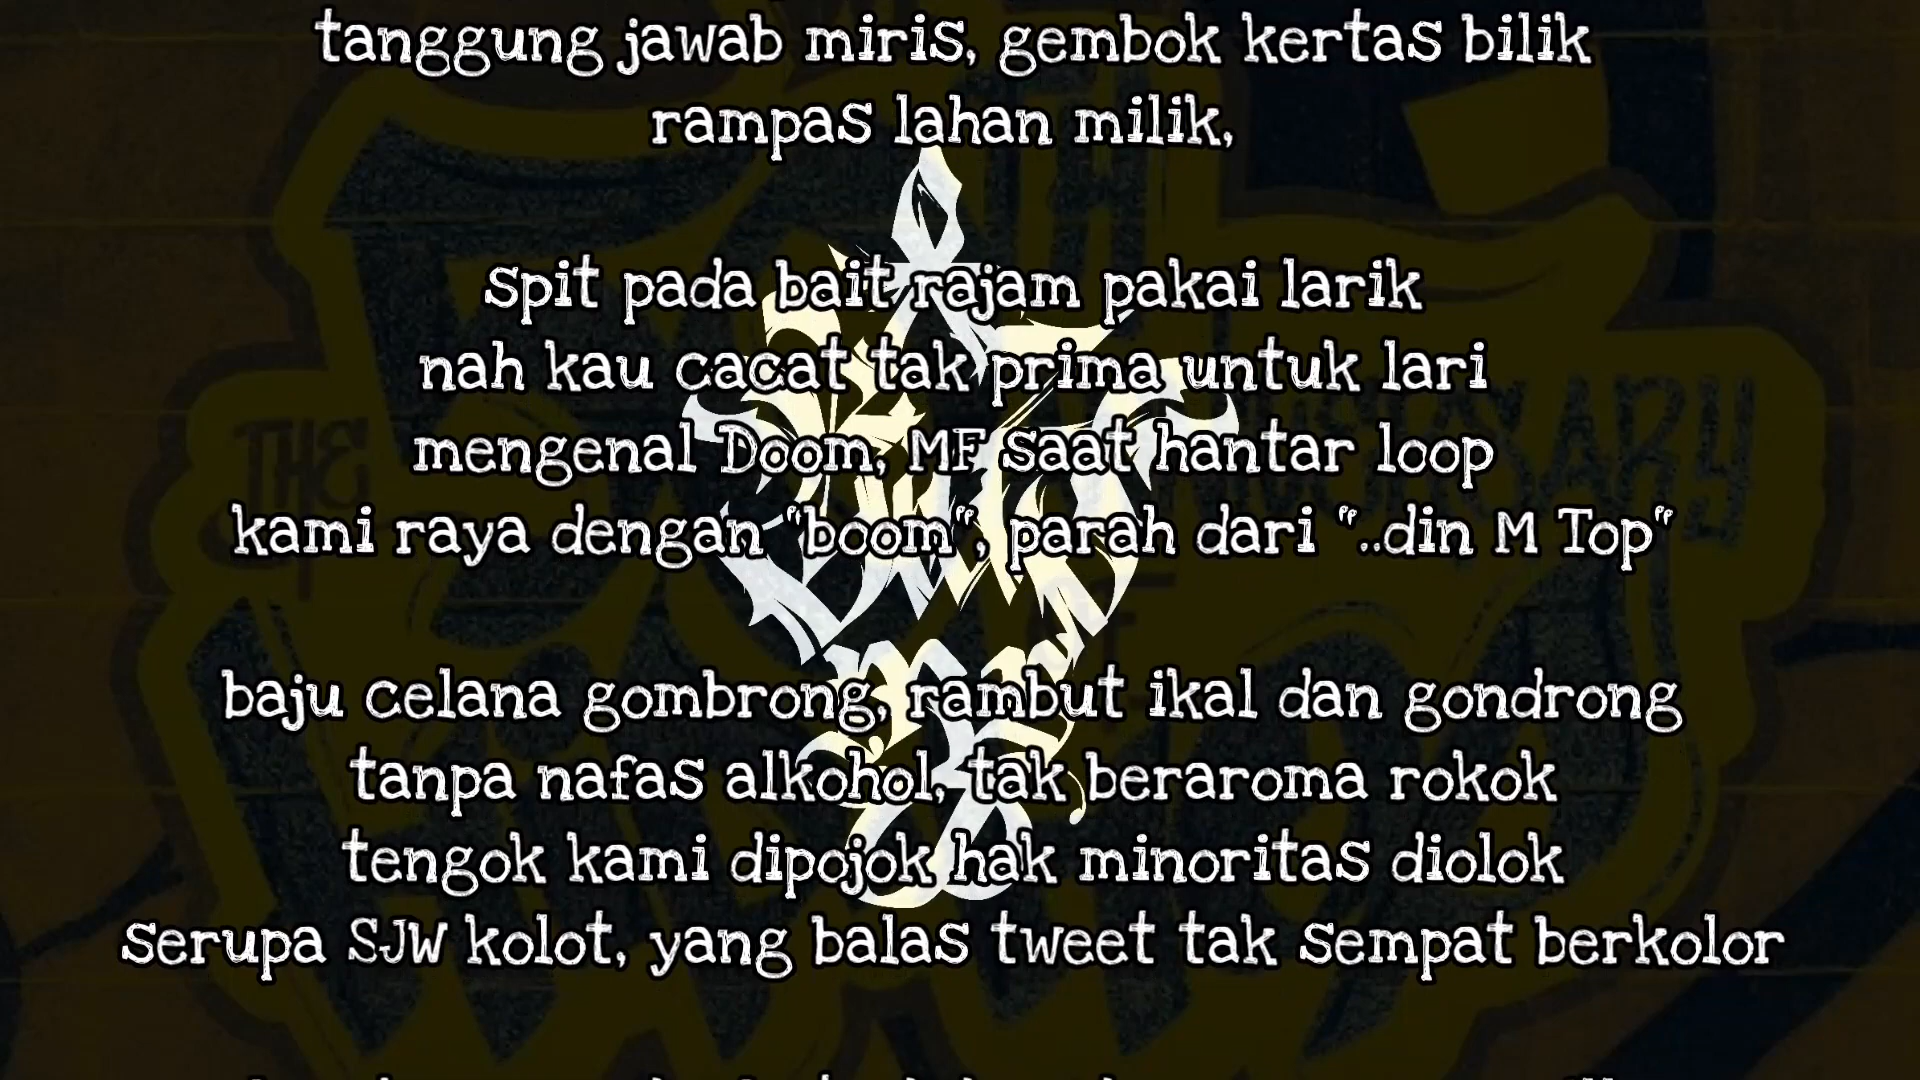 tanggung jawab miris, gembok kertas bilik
rampas lahan milik,
spit pada bait rajam pakai larik
nah kau cacat tak prima untuk lari
mengenal Doom, MF saat hantar loop
kami raya dengan "boom", parah dari "..din M Top"
baju celana gombrong, rambut ikal dan gondrong
tanpa nafas alkohol, tak beraroma rokok
tengok kami dipojok hak minoritas diolok
serupa SJW kolot, yang balas tweet tak sempat berkolor
THE